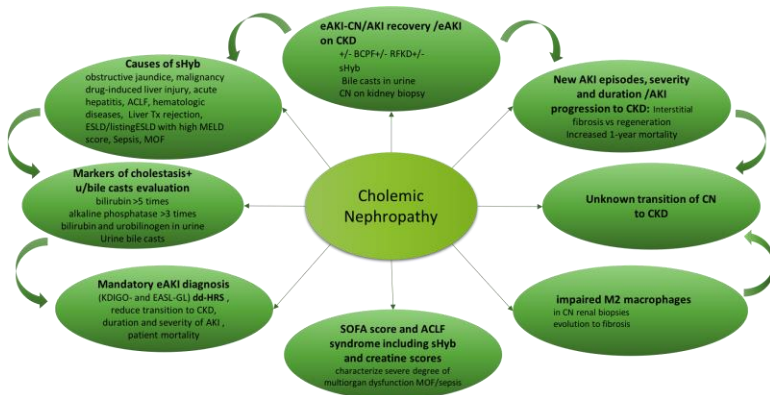 eAKI-CN/AKI recovery /eAKI
on CKD
+/- BCPF+/- RFKD+/-
sHyb
Bile casts in urine
CN on kidney biopsy
Causes of sHyb
obstructive jaundice, malignancy
drug-induced liver injury, acute
hepatitis, ACLF, hematologic
diseases, Liver Tx rejection,
ESLD/listingESLD with high MELD
score, Sepsis, MOF
New AKI episodes, severity
and duration /AKI
progression to CKD: Interstitial
fibrosis vs regeneration
Increased 1-year mortality
Markers of cholestasis+
u/bile casts evaluation
bilirubin >5 times
alkaline phosphatase >3 times
bilirubin and urobilinogen in urine
Urine bile casts
Cholemic
Nephropathy
Unknown transition of CN
to CKD
Mandatory eAKI diagnosis
(KDIGO- and EASL-GL) dd-HRS ,
reduce transition to CKD,
duration and severity of AKI ,
patient mortality
SOFA score and ACLF
syndrome including sHyb
and creatine scores
characterize severe degree of
multiorgan dysfunction MOF/sepsis
impaired M2 macrophages
in CN renal biopsies
evolution to fibrosis